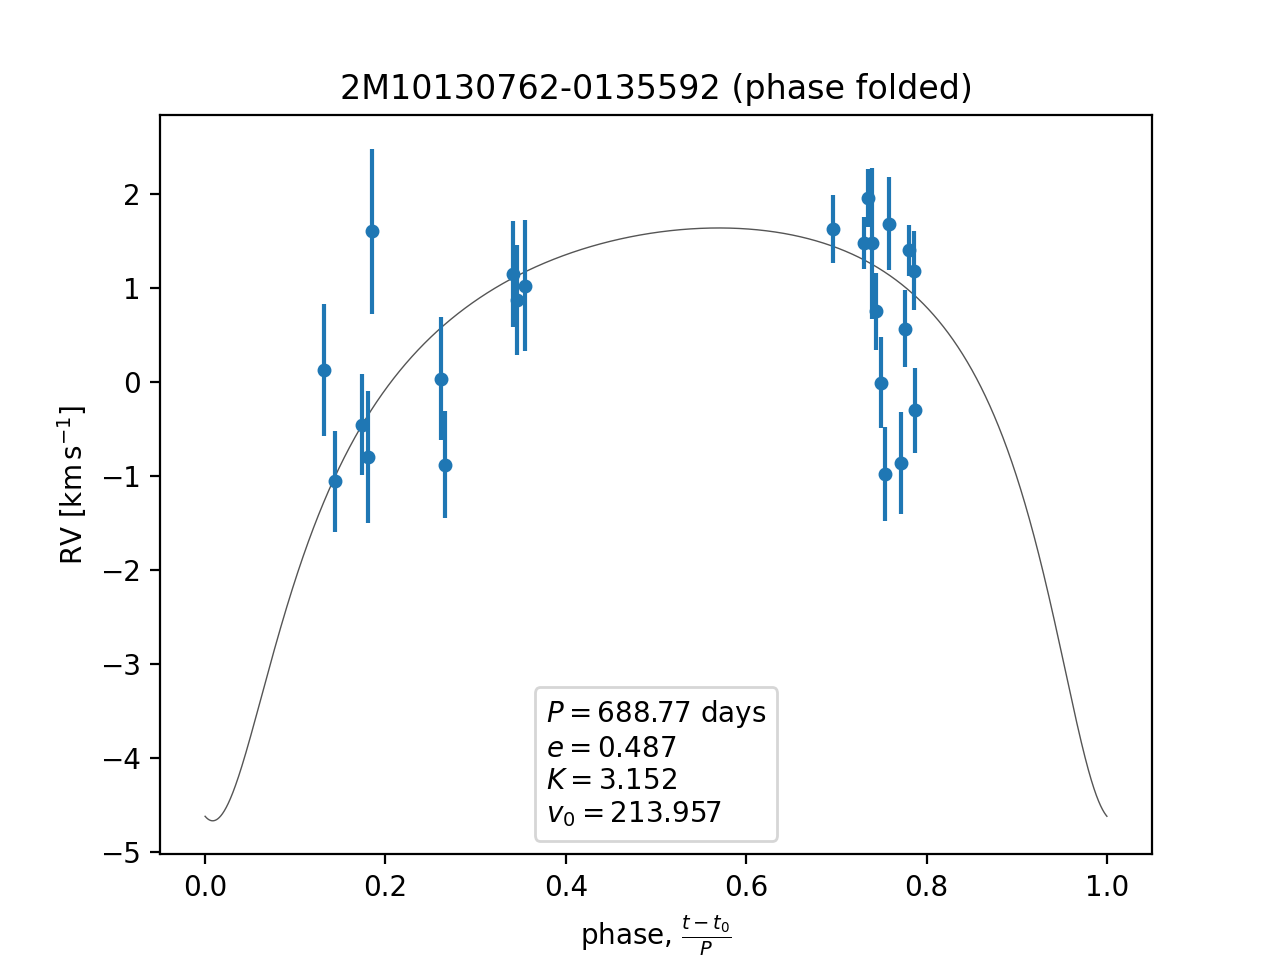 2M10130762-0135592 (phase folded)
RV [km s⁻¹]
2
1
0
−1
−2
−3
−4
−5
P = 688.77 days
e = 0.487
K = 3.152
v₀ = 213.957
0.0 0.2 0.4 0.6 0.8 1.0
phase, (t − t₀)/P